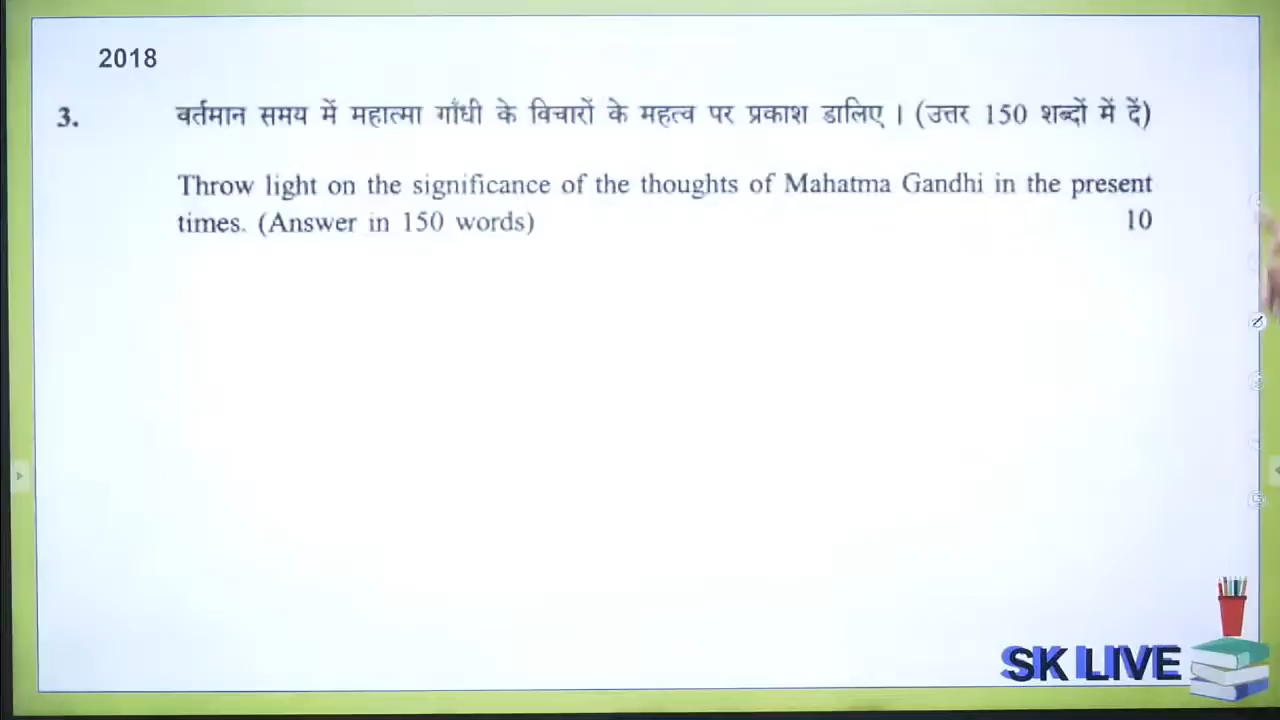 2018
3. वर्तमान समय में महात्मा गाँधी के विचारों के महत्व पर प्रकाश डालिए । (उत्तर 150 शब्दों में दें)
Throw light on the significance of the thoughts of Mahatma Gandhi in the present
times. (Answer in 150 words) 10
SK LIVE